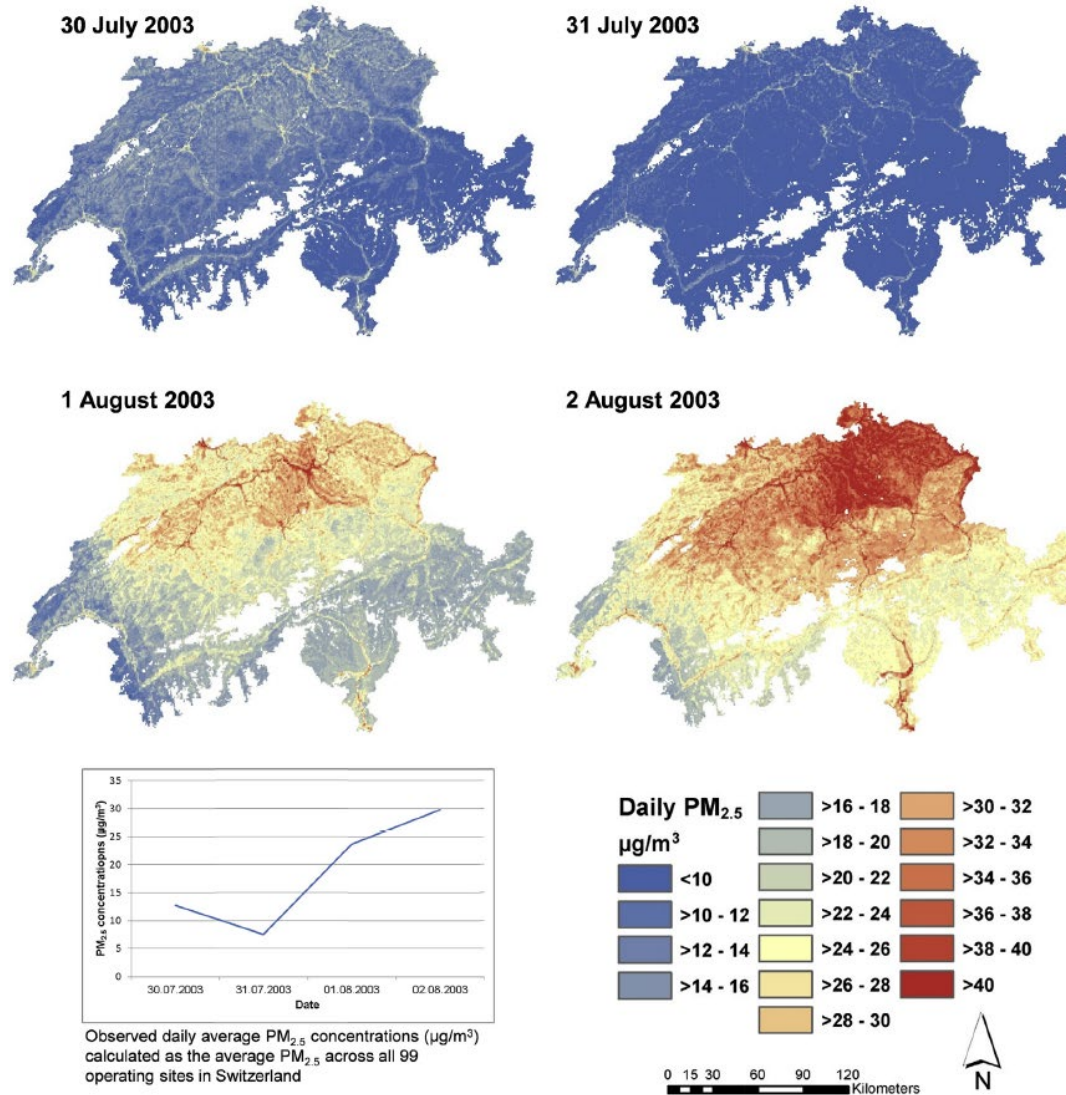 30 July 2003
31 July 2003
1 August 2003
2 August 2003
35
30
25
20
15
10
5
0
PM2.5 concentratiopns (µg/m³)
30.07.2003 31.07.2003 01.08.2003 02.08.2003
Date
Observed daily average PM2.5 concentrations (µg/m³)
calculated as the average PM2.5 across all 99
operating sites in Switzerland
Daily PM2.5
µg/m³
<10
>10 - 12
>12 - 14
>14 - 16
>16 - 18
>18 - 20
>20 - 22
>22 - 24
>24 - 26
>26 - 28
>28 - 30
>30 - 32
>32 - 34
>34 - 36
>36 - 38
>38 - 40
>40
0 15 30 60 90 120
Kilometers
N